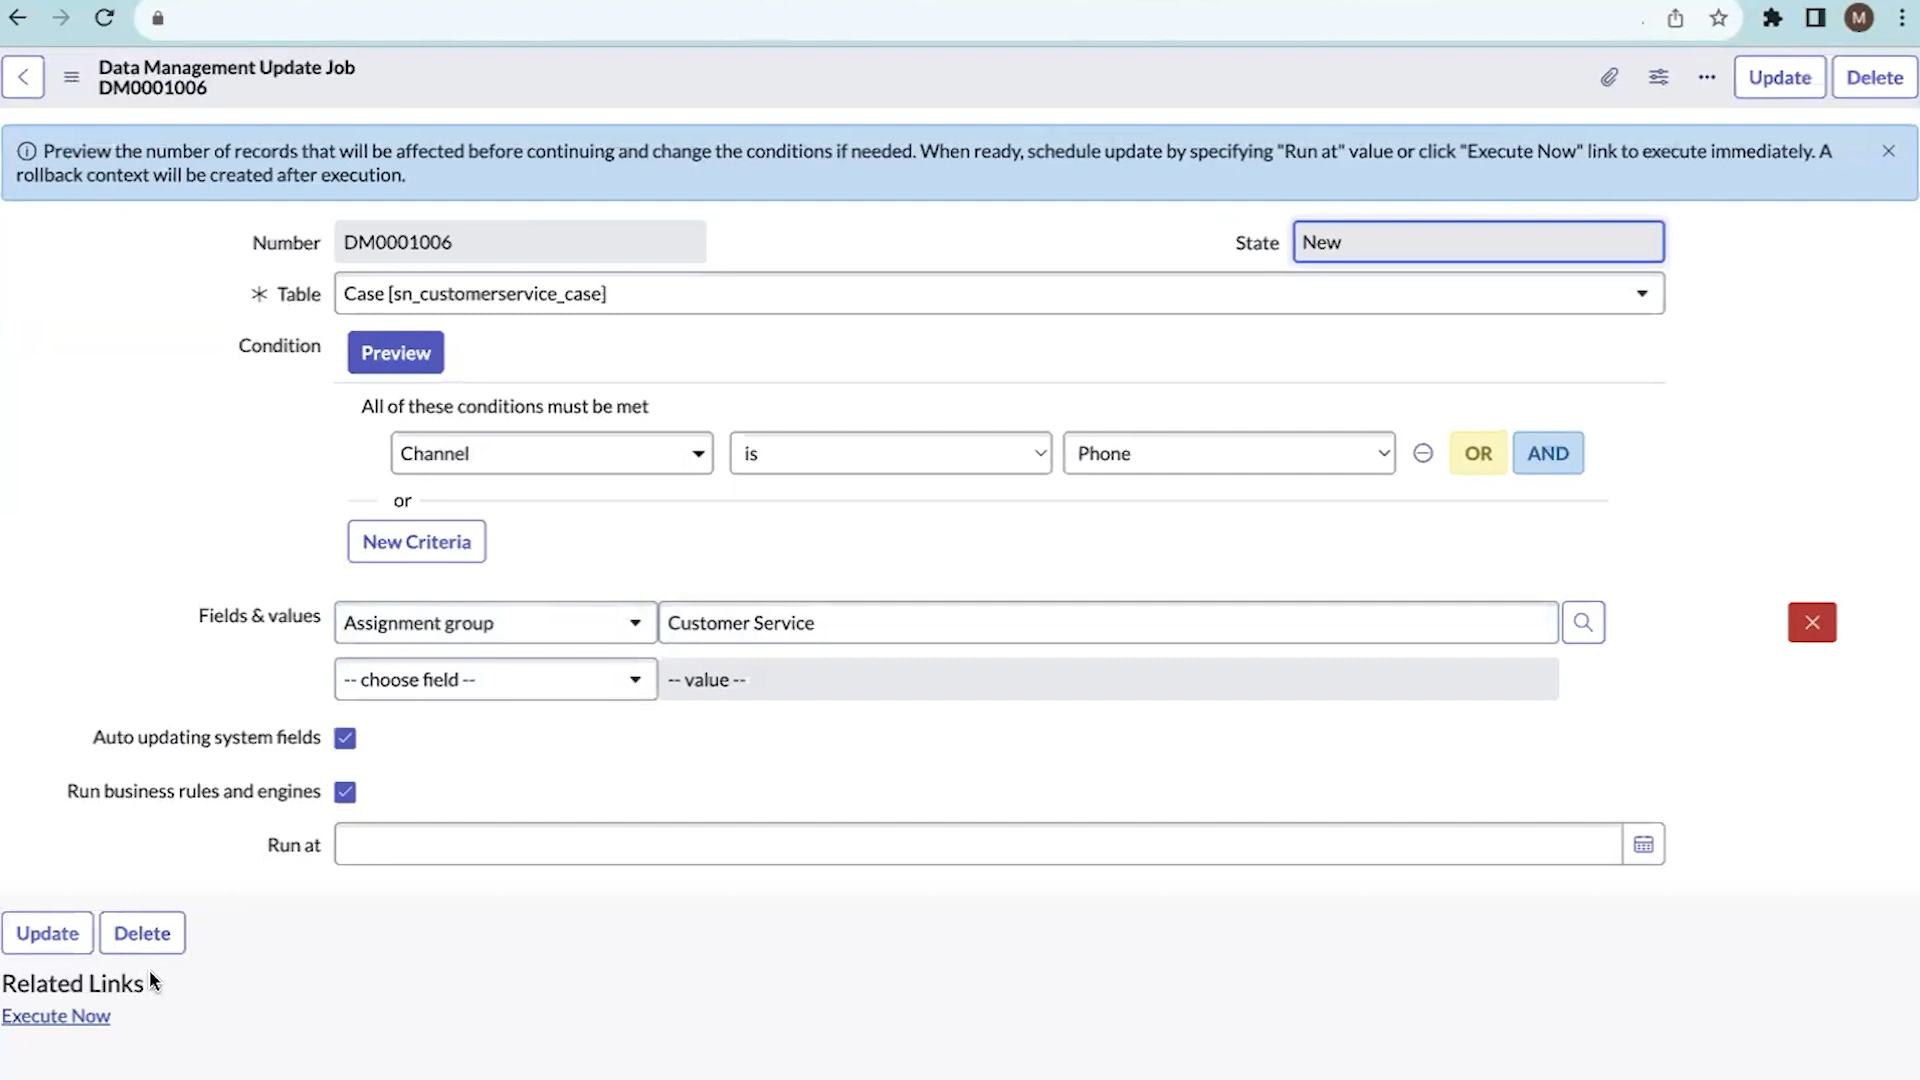 M
Data Management Update Job
DM0001006
Update
Delete
Preview the number of records that will be affected before continuing and change the conditions if needed. When ready, schedule update by specifying "Run at" value or click "Execute Now" link to execute immediately. A
rollback context will be created after execution.
Number DM0001006
State New
* Table Case [sn_customerservice_case]
Condition Preview
All of these conditions must be met
Channel is Phone OR AND
or
New Criteria
Fields & values Assignment group Customer Service
-- choose field -- -- value --
Auto updating system fields
Run business rules and engines
Run at
Update Delete
Related Links
Execute Now